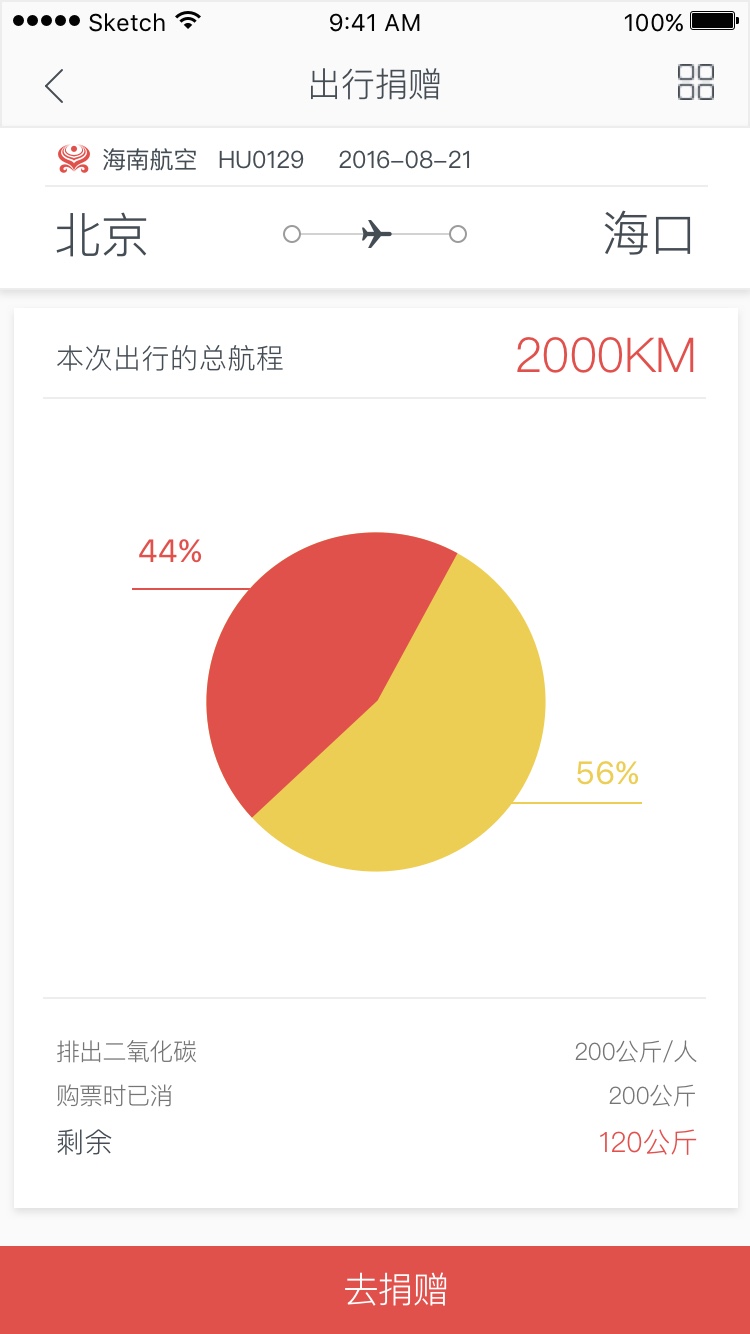 Sketch 9:41 AM 100%
出行捐赠
海南航空 HU0129 2016-08-21
北京 海口
本次出行的总航程 2000KM
44%
56%
排出二氧化碳 200公斤/人
购票时已消 200公斤
剩余 120公斤
去捐赠